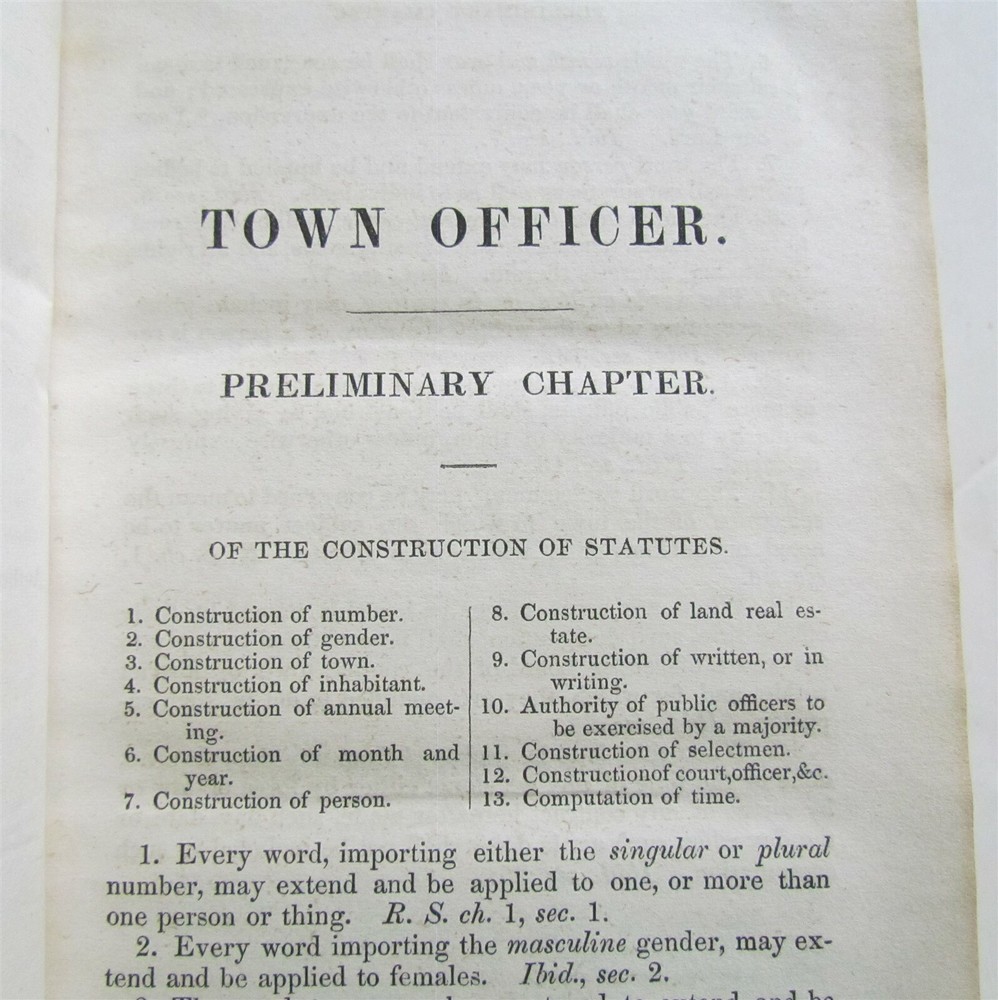 TOWN OFFICER.
PRELIMINARY CHAPTER.
OF THE CONSTRUCTION OF STATUTES.
1. Construction of number.
2. Construction of gender.
3. Construction of town.
4. Construction of inhabitant.
5. Construction of annual meet-
ing.
6. Construction of month and
year.
7. Construction of person.
8. Construction of land real es-
tate.
9. Construction of written, or in
writing.
10. Authority of public officers to
be exercised by a majority.
11. Construction of selectmen.
12. Construction of court, officer, &c.
13. Computation of time.
1. Every word, importing either the singular or plural
number, may extend and be applied to one, or more than
one person or thing. R. S. ch. 1, sec. 1.
2. Every word importing the masculine gender, may ex-
tend and be applied to females. Ibid., sec. 2.